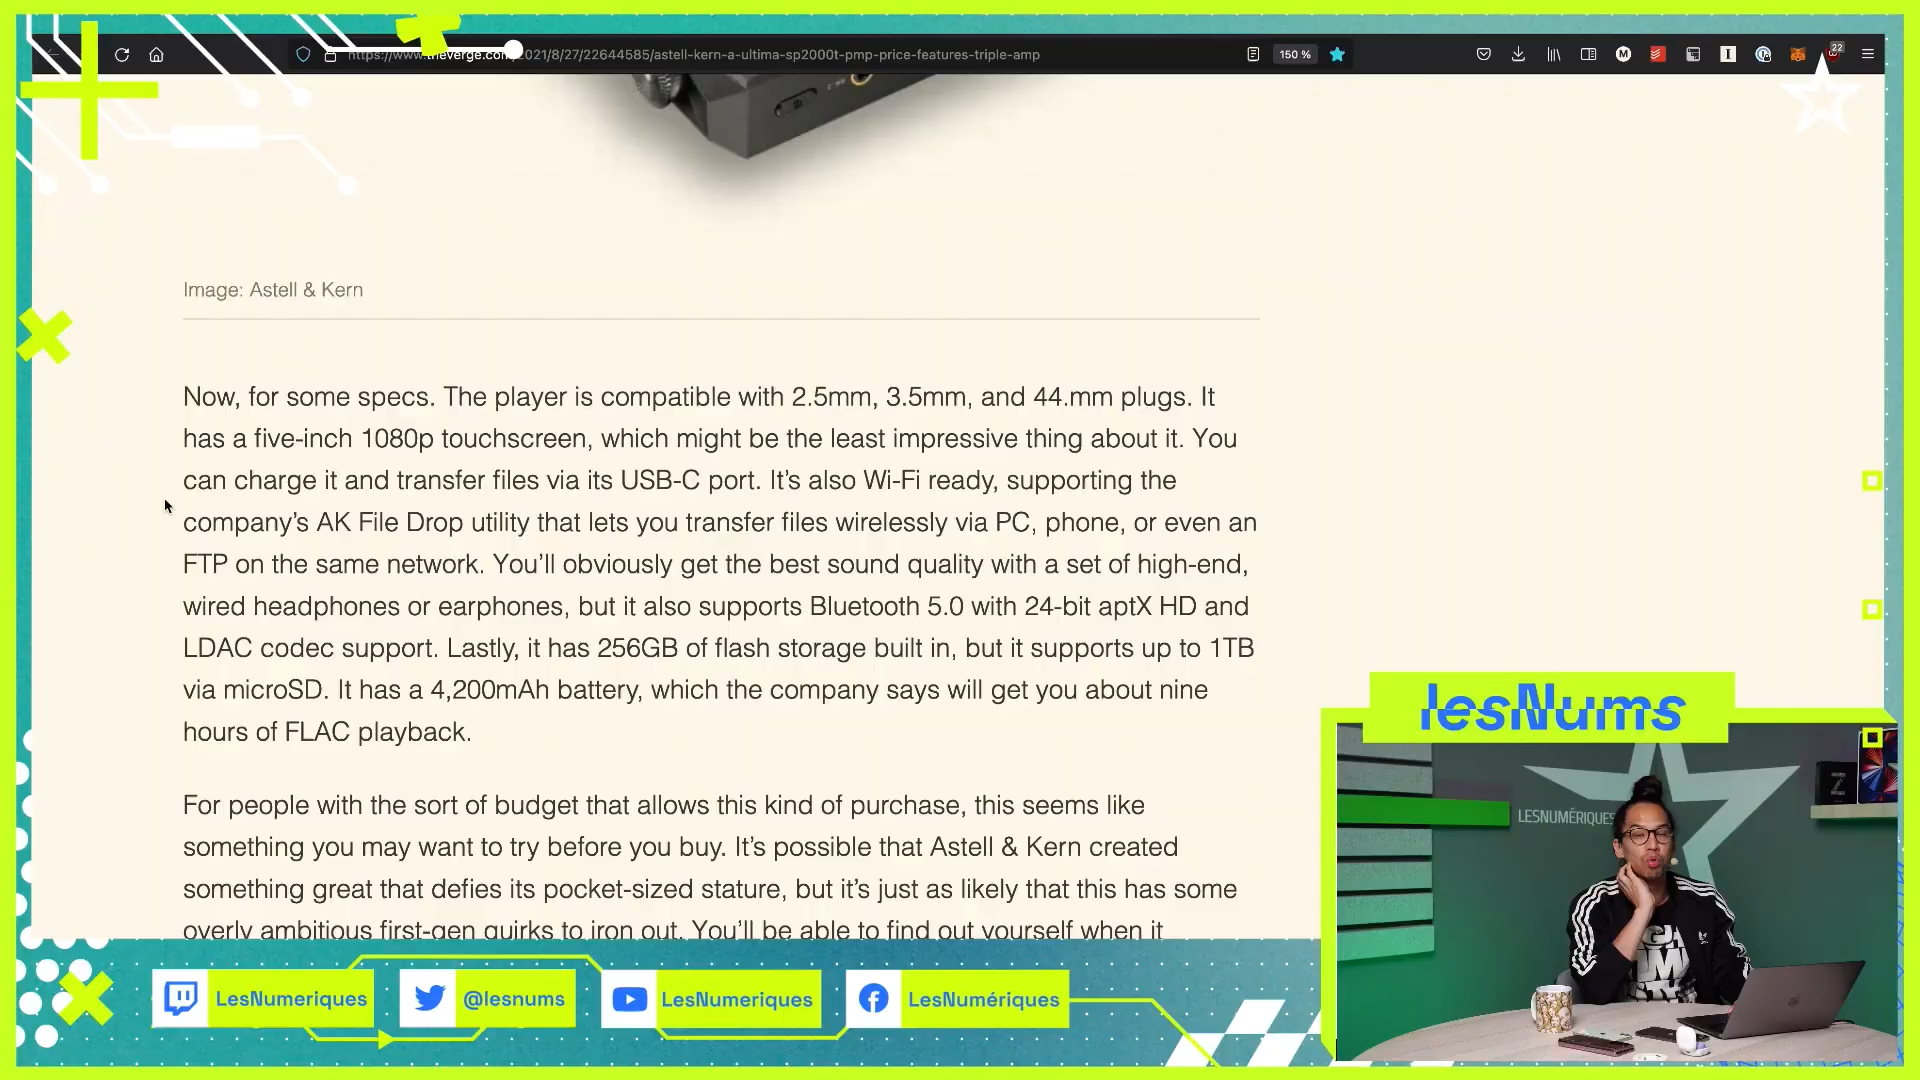 https://www.theverge.com/2021/8/27/22644585/astell-kern-a-ultima-sp2000t-pmp-price-features-triple-amp
150 %
22
Image: Astell & Kern
Now, for some specs. The player is compatible with 2.5mm, 3.5mm, and 44.mm plugs. It
has a five-inch 1080p touchscreen, which might be the least impressive thing about it. You
can charge it and transfer files via its USB-C port. It’s also Wi-Fi ready, supporting the
company’s AK File Drop utility that lets you transfer files wirelessly via PC, phone, or even an
FTP on the same network. You’ll obviously get the best sound quality with a set of high-end,
wired headphones or earphones, but it also supports Bluetooth 5.0 with 24-bit aptX HD and
LDAC codec support. Lastly, it has 256GB of flash storage built in, but it supports up to 1TB
via microSD. It has a 4,200mAh battery, which the company says will get you about nine
hours of FLAC playback.
For people with the sort of budget that allows this kind of purchase, this seems like
something you may want to try before you buy. It’s possible that Astell & Kern created
something great that defies its pocket-sized stature, but it’s just as likely that this has some
overly ambitious first-gen quirks to iron out. You’ll be able to find out yourself when it
lesNums
LESNUMÉRIQUES
LesNumeriques
@lesnums
LesNumeriques
LesNumériques